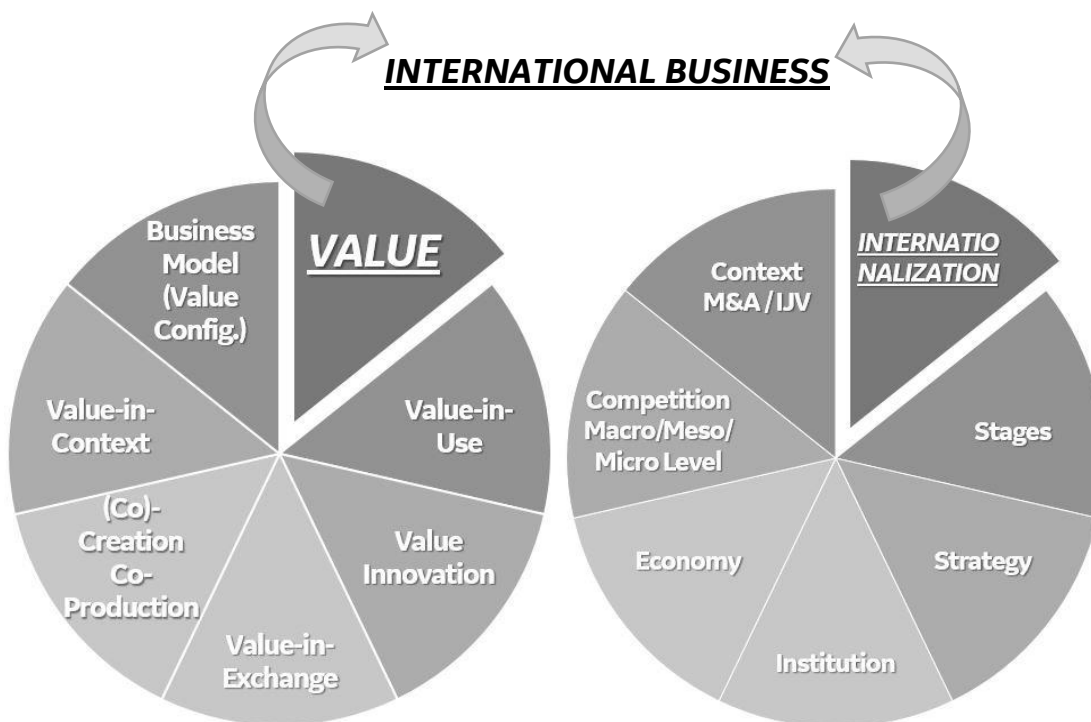 INTERNATIONAL BUSINESS
VALUE
Business
Model
(Value
Config.)
Value-in-
Context
Value-in-
Use
(Co)-
Creation
Co-
Production
Value
Innovation
Value-in-
Exchange
INTERNATIO
NALIZATION
Context
M&A / IJV
Competition
Macro/Meso/
Micro Level
Stages
Economy
Strategy
Institution